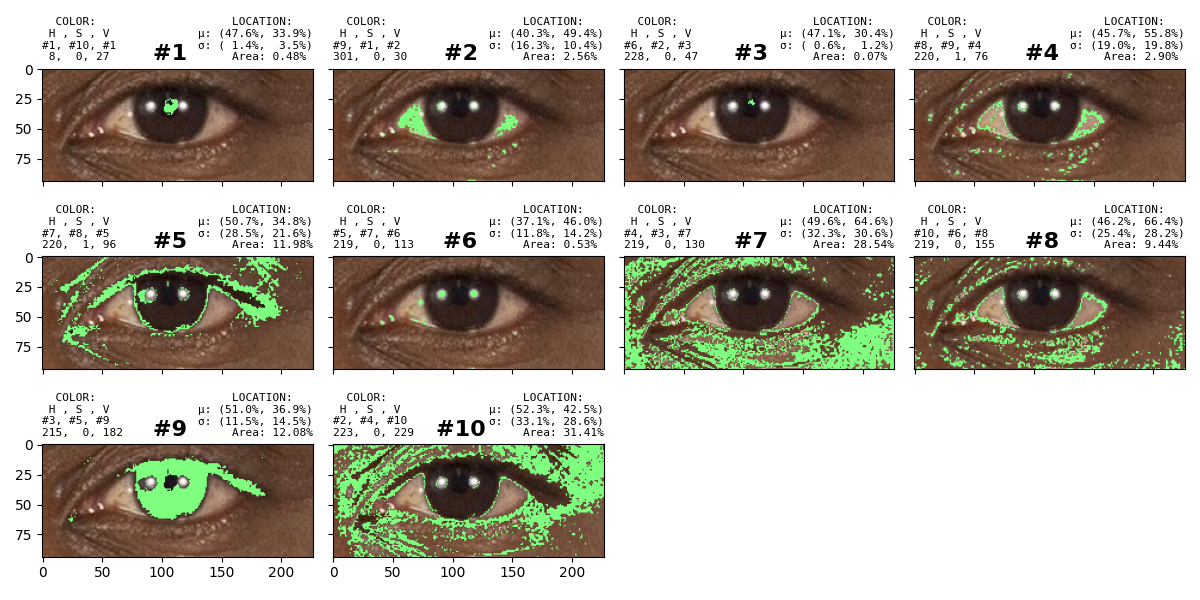 COLOR: LOCATION:
H , S , V μ: (47.6%, 33.9%)
#1, #10, #1 #1 σ: ( 1.4%,  3.5%)
8,  0, 27 Area: 0.48%
COLOR: LOCATION:
H , S , V μ: (40.3%, 49.4%)
#9, #1, #2 #2 σ: (16.3%, 10.4%)
301,  0, 30 Area: 2.56%
COLOR: LOCATION:
H , S , V μ: (47.1%, 30.4%)
#6, #2, #3 #3 σ: ( 0.6%,  1.2%)
228,  0, 47 Area: 0.07%
COLOR: LOCATION:
H , S , V μ: (45.7%, 55.8%)
#8, #9, #4 #4 σ: (19.0%, 19.8%)
220,  1, 76 Area: 2.90%
0
25
50
75
COLOR: LOCATION:
H , S , V μ: (50.7%, 34.8%)
#7, #8, #5 #5 σ: (28.5%, 21.6%)
220,  1, 96 Area: 11.98%
COLOR: LOCATION:
H , S , V μ: (37.1%, 46.0%)
#5, #7, #6 #6 σ: (11.8%, 14.2%)
219,  0, 113 Area: 0.53%
COLOR: LOCATION:
H , S , V μ: (49.6%, 64.6%)
#4, #3, #7 #7 σ: (32.3%, 30.6%)
219,  0, 130 Area: 28.54%
COLOR: LOCATION:
H , S , V μ: (46.2%, 66.4%)
#10, #6, #8 #8 σ: (25.4%, 28.2%)
219,  0, 155 Area: 9.44%
0
25
50
75
COLOR: LOCATION:
H , S , V μ: (51.0%, 36.9%)
#3, #5, #9 #9 σ: (11.5%, 14.5%)
215,  0, 182 Area: 12.08%
COLOR: LOCATION:
H , S , V μ: (52.3%, 42.5%)
#2, #4, #10 #10 σ: (33.1%, 28.6%)
223,  0, 229 Area: 31.41%
0
25
50
75
0 50 100 150 200
0 50 100 150 200